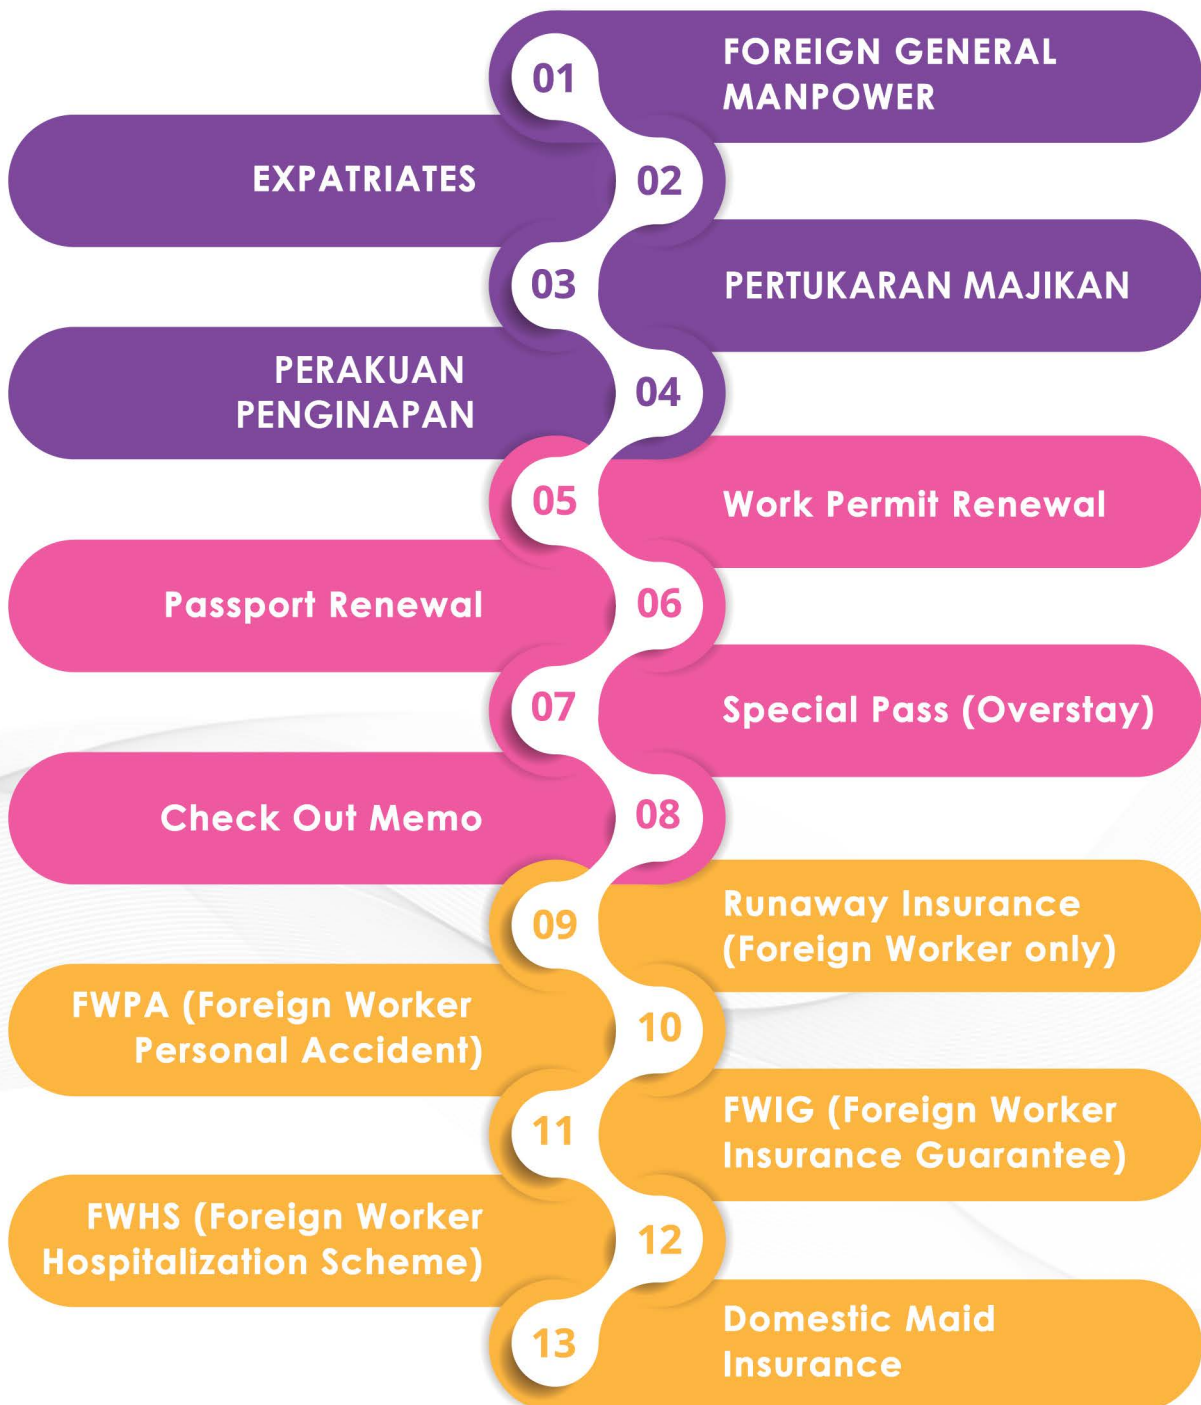 01
FOREIGN GENERAL
MANPOWER
EXPATRIATES
02
03
PERTUKARAN MAJIKAN
PERAKUAN
PENGINAPAN
04
05
Work Permit Renewal
Passport Renewal
06
07
Special Pass (Overstay)
Check Out Memo
08
09
Runaway Insurance
(Foreign Worker only)
FWPA (Foreign Worker
Personal Accident)
10
11
FWIG (Foreign Worker
Insurance Guarantee)
FWHS (Foreign Worker
Hospitalization Scheme)
12
13
Domestic Maid
Insurance